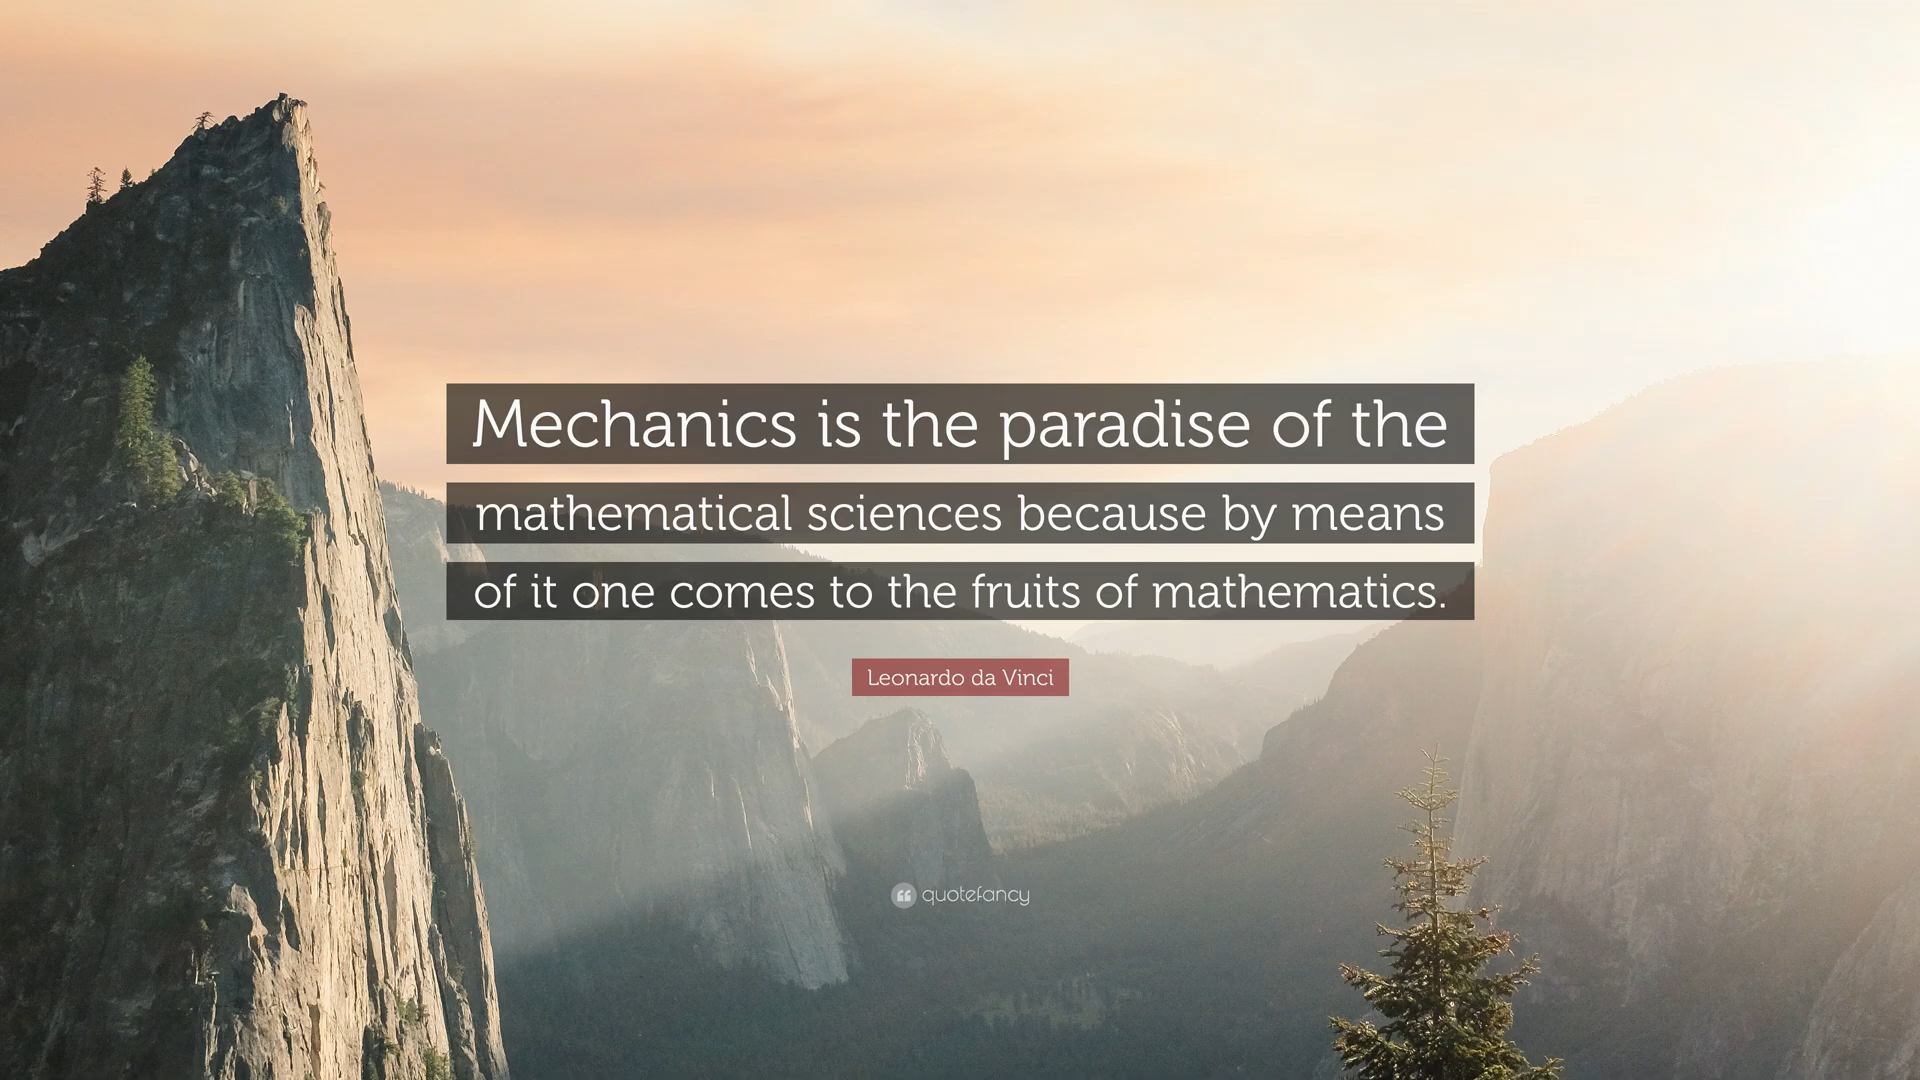 Mechanics is the paradise of the
mathematical sciences because by means
of it one comes to the fruits of mathematics.
Leonardo da Vinci
quotefancy